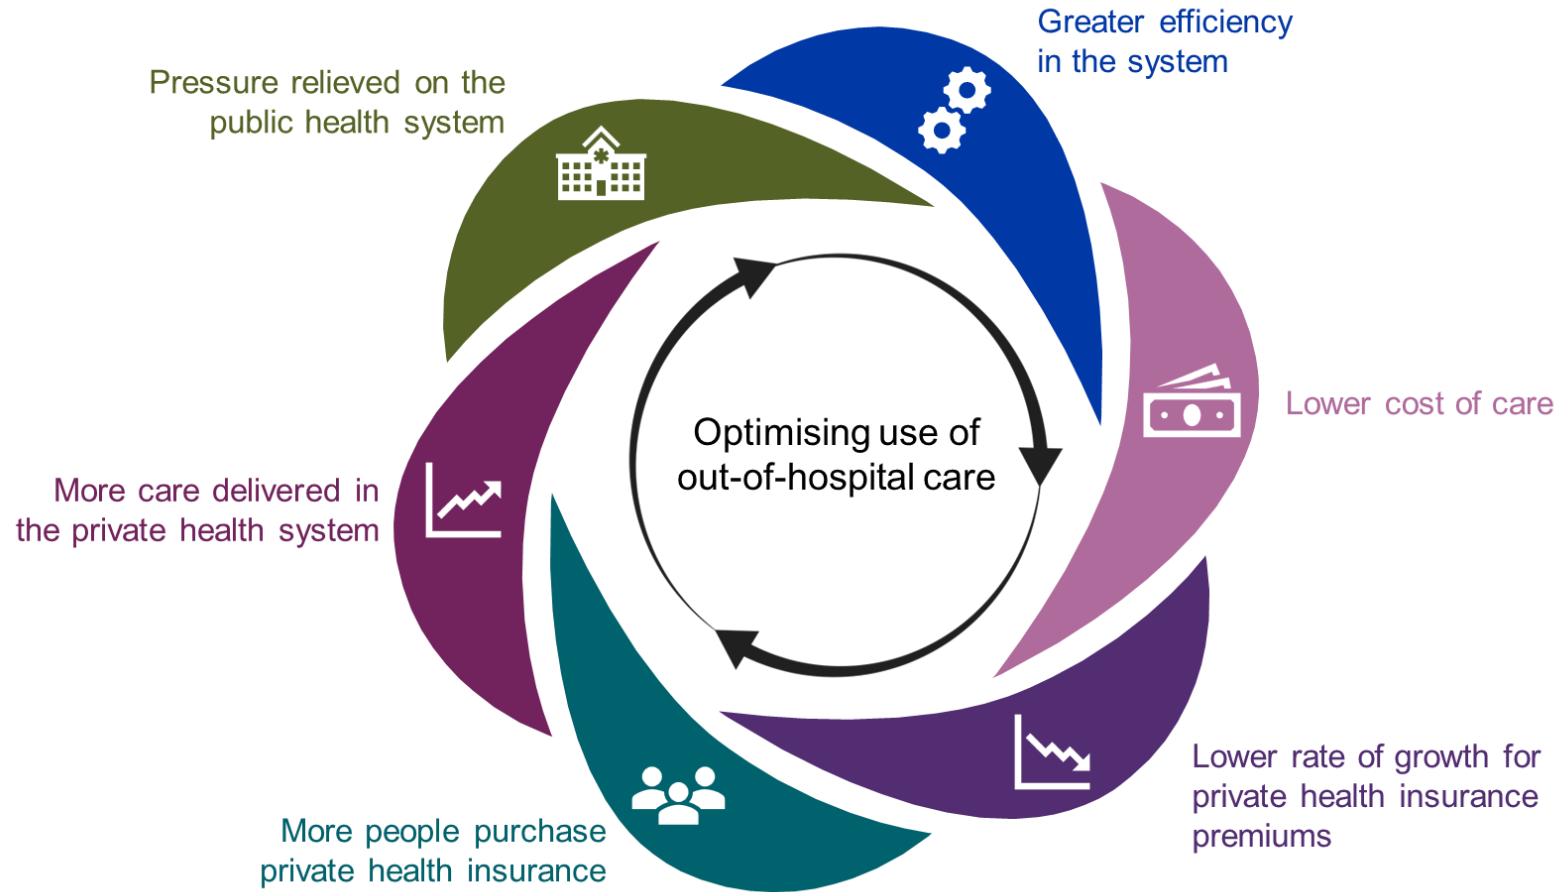 Greater efficiency
in the system
Pressure relieved on the
public health system
Lower cost of care
Optimising use of
out-of-hospital care
More care delivered in
the private health system
Lower rate of growth for
private health insurance
premiums
More people purchase
private health insurance